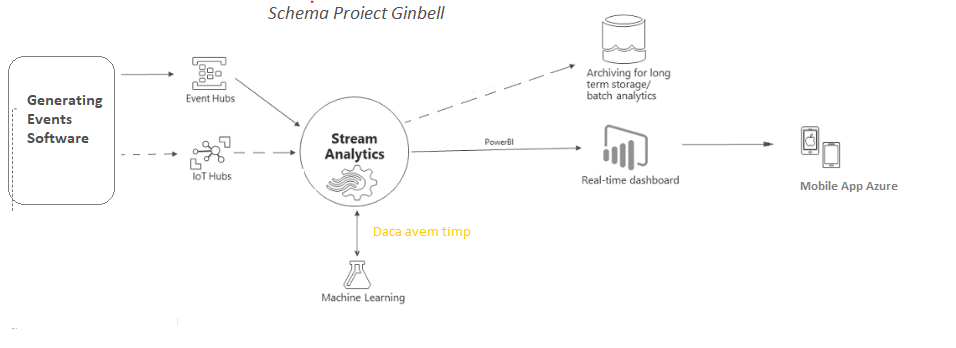 Schema Proiect Ginbell
Generating
Events
Software
Event Hubs
IoT Hubs
Stream
Analytics
Daca avem timp
Machine Learning
Archiving for long
term storage/
batch analytics
PowerBI
Real-time dashboard
Mobile App Azure